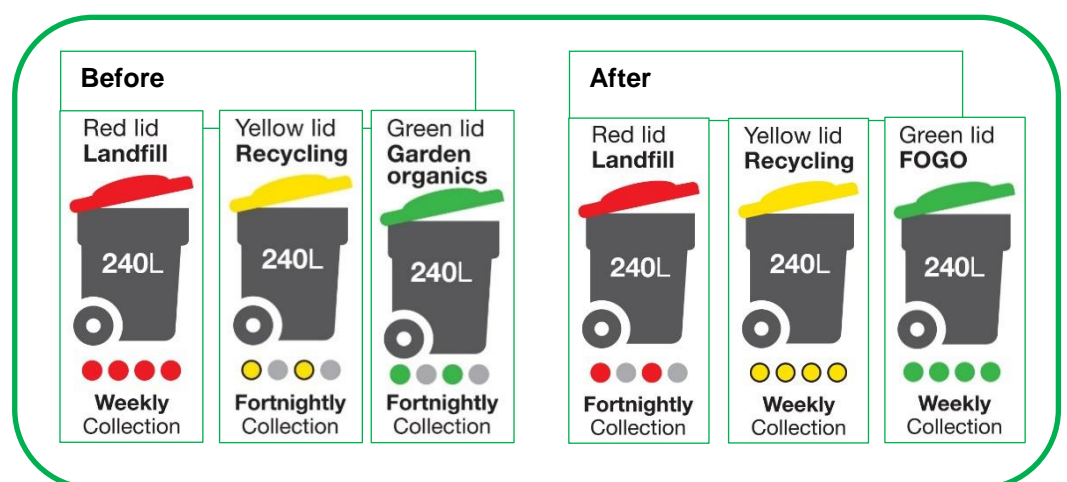 Before
Red lid
Landfill
240L
Weekly
Collection
Yellow lid
Recycling
240L
Fortnightly
Collection
Green lid
Garden
organics
240L
Fortnightly
Collection
After
Red lid
Landfill
240L
Fortnightly
Collection
Yellow lid
Recycling
240L
Weekly
Collection
Green lid
FOGO
240L
Weekly
Collection